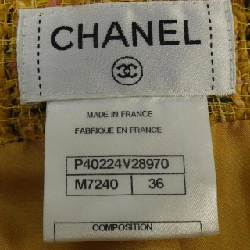 CHANEL
MADE IN FRANCE
FABRIQUE EN FRANCE
P40224V28970
M7240 36
COMPOSITION